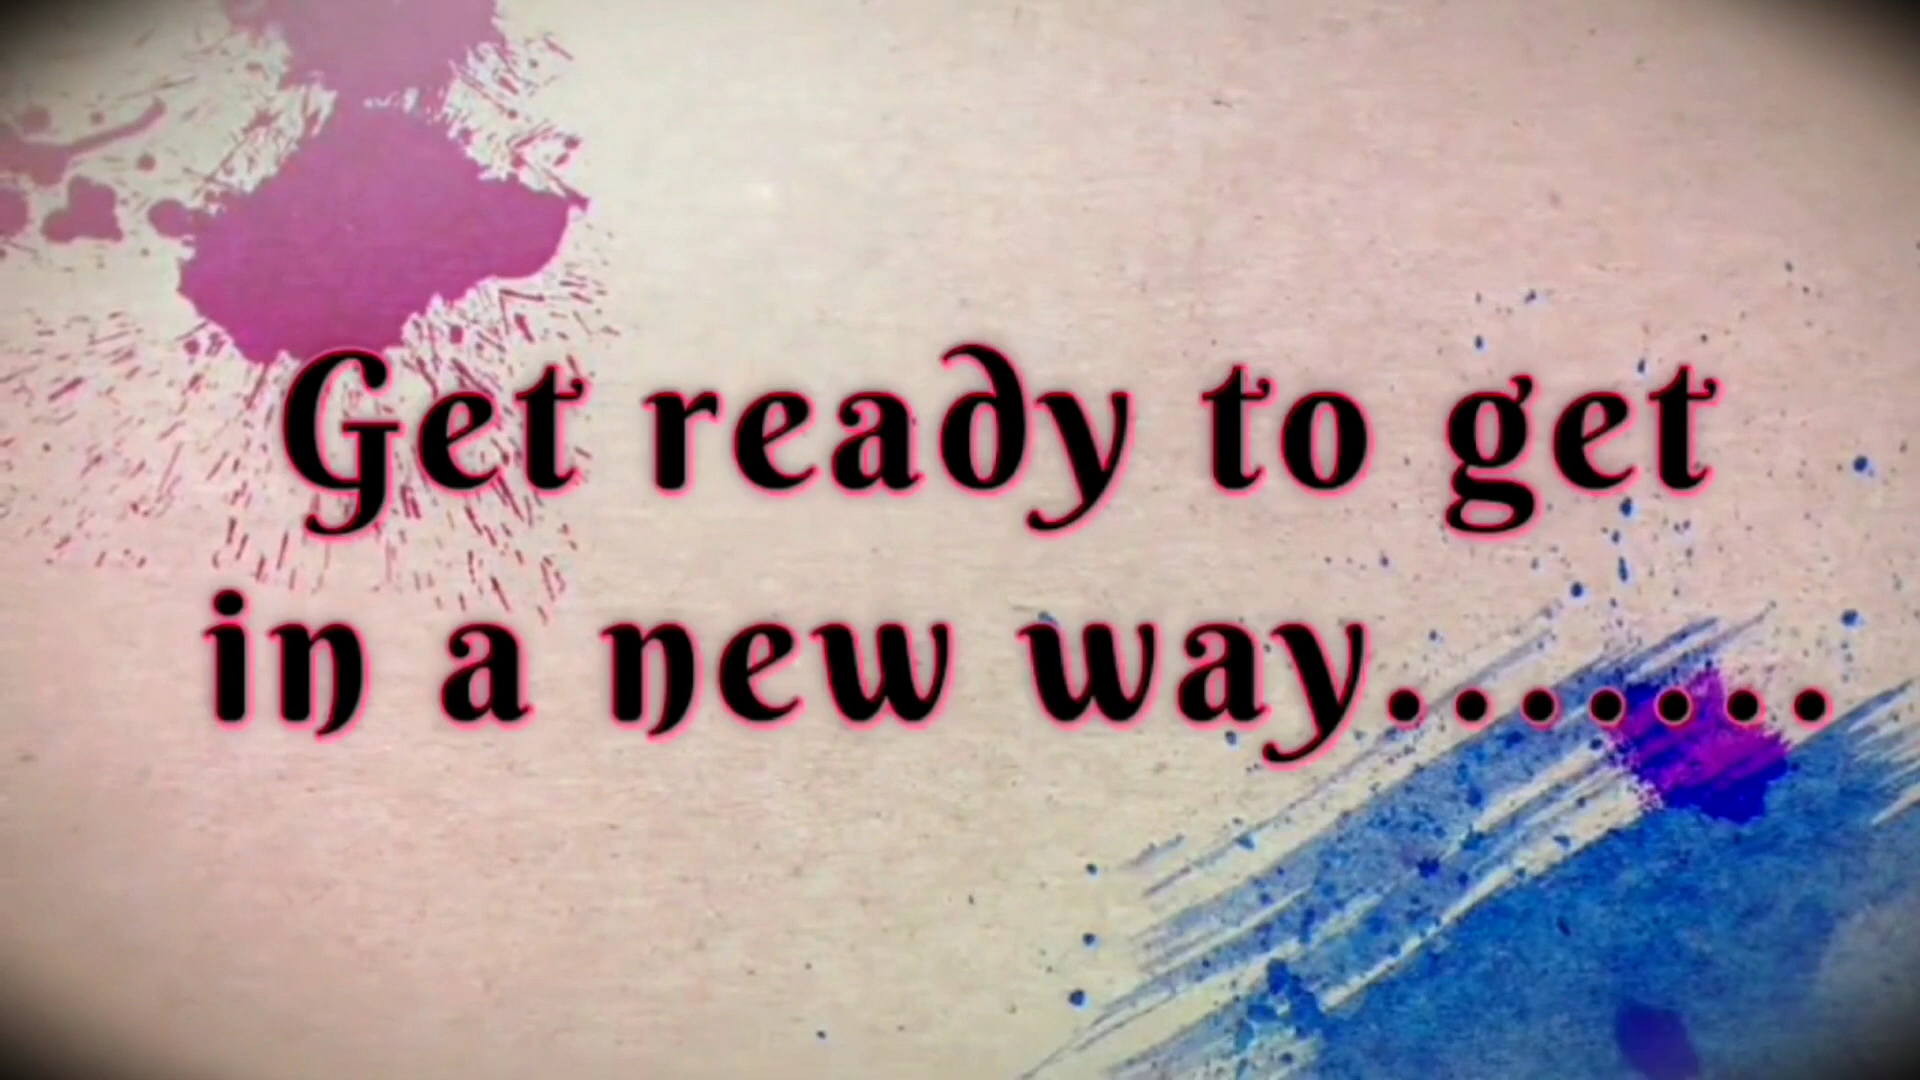 Get ready to get
in a new way.......